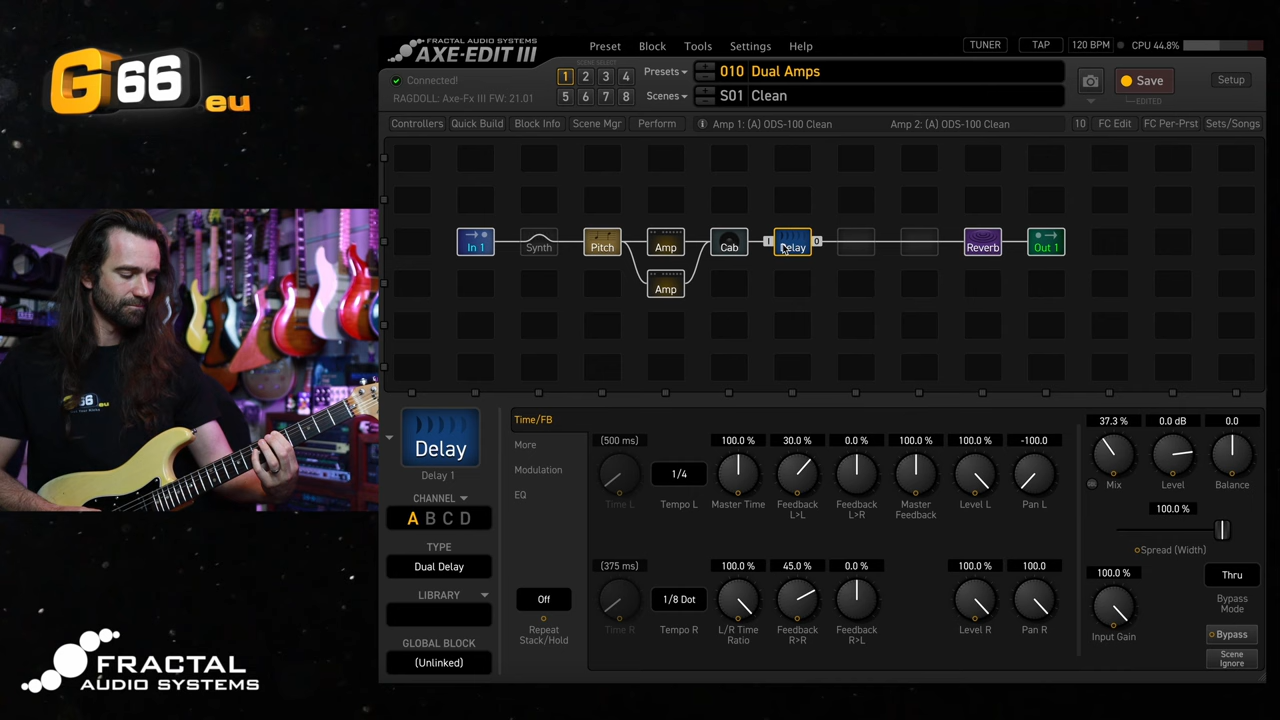 G66.eu
FRACTAL AUDIO SYSTEMS
AXE-EDIT III
Preset Block Tools Settings Help
TUNER TAP 120 BPM CPU 44.8%
Connected!
RAGDOLL: Axe-Fx III FW: 21.01
SCENE SELECT
1 2 3 4
5 6 7 8
Presets 010 Dual Amps
Scenes S01 Clean
Save
EDITED
Setup
Controllers Quick Build Block Info Scene Mgr Perform
Amp 1: (A) ODS-100 Clean Amp 2: (A) ODS-100 Clean
10 FC Edit FC Per-Prst Sets/Songs
In 1 Synth Pitch Amp Cab I Delay O Reverb Out 1
Amp
G66.eu
Delay
Delay 1
CHANNEL
A B C D
TYPE
Dual Delay
LIBRARY
GLOBAL BLOCK
(Unlinked)
Time/FB
More
Modulation
EQ
Off
Repeat
Stack/Hold
(500 ms) 100.0 % 30.0 % 0.0 % 100.0 % 100.0 % -100.0
1/4
Time L Tempo L Master Time Feedback L>L Feedback L>R Master Feedback Level L Pan L
(375 ms) 100.0 % 45.0 % 0.0 % 100.0 % 100.0
1/8 Dot
Time R Tempo R L/R Time Ratio Feedback R>R Feedback R>L Level R Pan R
37.3 % 0.0 dB 0.0
Mix Level Balance
100.0 %
Spread (Width)
100.0 %
Input Gain
Thru
Bypass
Mode
Bypass
Scene
Ignore
FRACTAL
AUDIO SYSTEMS